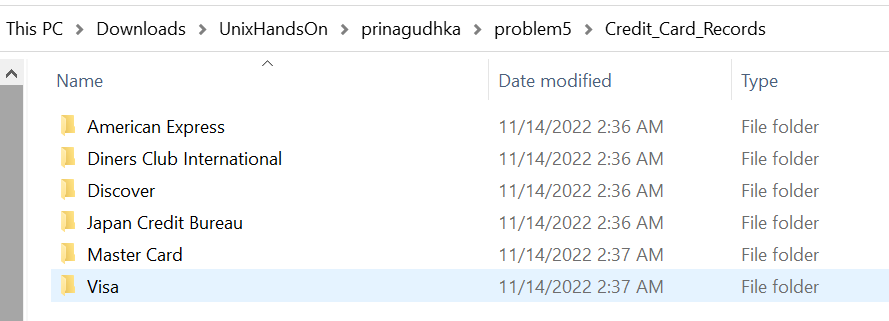 This PC > Downloads > UnixHandsOn > prinagudhka > problem5 > Credit_Card_Records
Name Date modified Type
American Express 11/14/2022 2:36 AM File folder
Diners Club International 11/14/2022 2:36 AM File folder
Discover 11/14/2022 2:36 AM File folder
Japan Credit Bureau 11/14/2022 2:36 AM File folder
Master Card 11/14/2022 2:37 AM File folder
Visa 11/14/2022 2:37 AM File folder